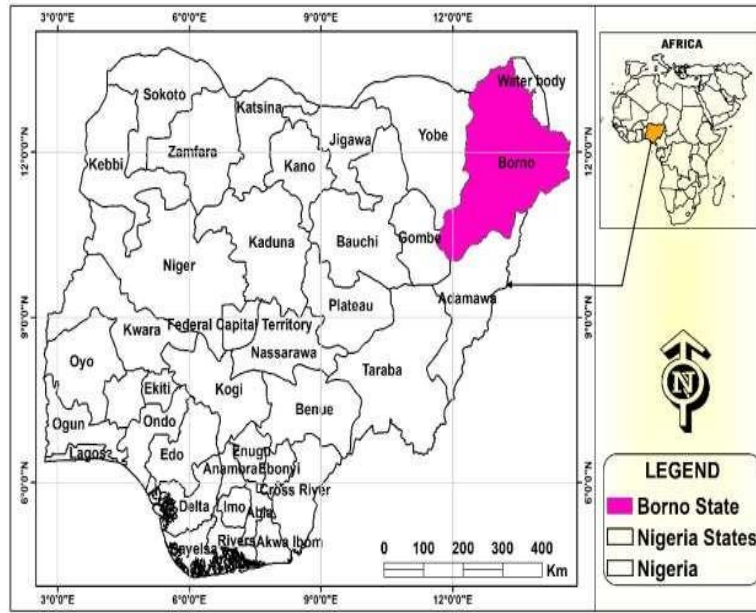 3°0'0"E 6°0'0"E 9°0'0"E 12°0'0"E
AFRICA
Water body
Sokoto
Katsina
Yobe
Jigawa
Zamfara
Kebbi
Kano
Borno
12°0'0"N
12°0'0"N
Gombe
Kaduna
Bauchi
Niger
Adamawa
Plateau
9°0'0"N
9°0'0"N
Federal Capital Territory
Kwara
Nassarawa
Oyo
Taraba
Ekiti
Kogi
Benue
Ondo
Ogun
Enugu
Lagos
Edo
Anambra
Ebonyi
6°0'0"N
6°0'0"N
Cross River
Delta
Imo
Abia
Rivers
Akwa Ibom
Bayelsa
0 100 200 300 400
Km
3°0'0"E 6°0'0"E 9°0'0"E 12°0'0"E
N
LEGEND
Borno State
Nigeria States
Nigeria